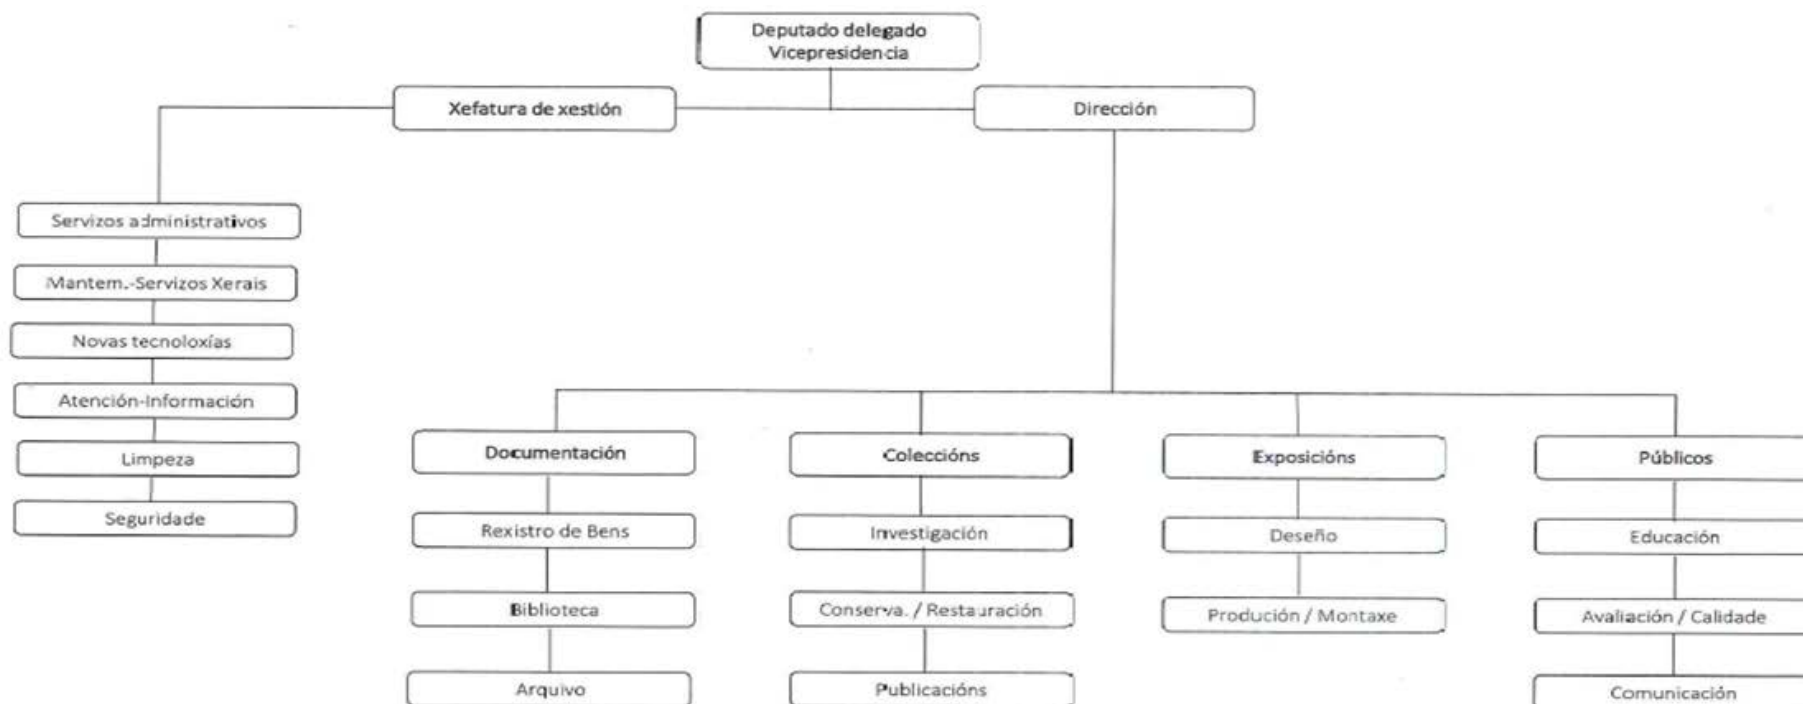 Deputado delegado
Vicepresidencia
Xefatura de xestión
Dirección
Servizos administrativos
Mantem.-Servizos Xerais
Novas tecnoloxías
Atención-Información
Limpeza
Seguridade
Documentación
Rexistro de Bens
Biblioteca
Arquivo
Coleccións
Investigación
Conserva. / Restauración
Publicacións
Exposicións
Deseño
Produción / Montaxe
Públicos
Educación
Avaliación / Calidade
Comunicación